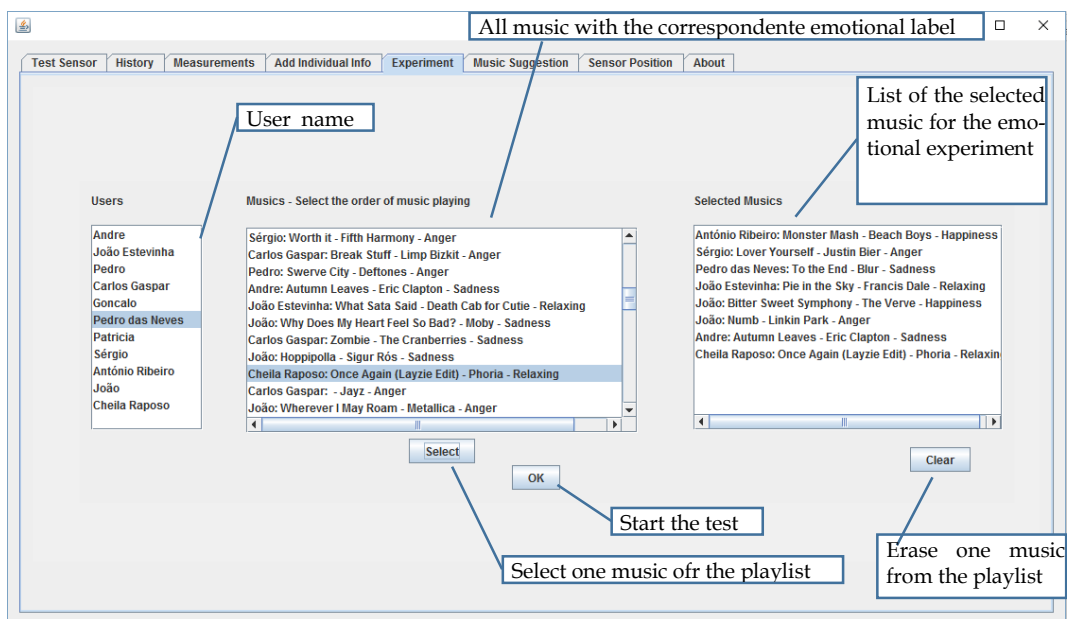 All music with the correspondente emotional label
Test Sensor History Measurements Add Individual Info Experiment Music Suggestion Sensor Position About
User name
List of the selected
music for the emo-
tional experiment
Users
Andre
João Estevinha
Pedro
Carlos Gaspar
Goncalo
Pedro das Neves
Patricia
Sérgio
António Ribeiro
João
Cheila Raposo
Musics - Select the order of music playing
Sérgio: Worth it - Fifth Harmony - Anger
Carlos Gaspar: Break Stuff - Limp Bizkit - Anger
Pedro: Swerve City - Deftones - Anger
Andre: Autumn Leaves - Eric Clapton - Sadness
João Estevinha: What Sata Said - Death Cab for Cutie - Relaxing
João: Why Does My Heart Feel So Bad? - Moby - Sadness
Carlos Gaspar: Zombie - The Cranberries - Sadness
João: Hoppipolla - Sigur Rós - Sadness
Cheila Raposo: Once Again (Layzie Edit) - Phoria - Relaxing
Carlos Gaspar:  - Jayz - Anger
João: Wherever I May Roam - Metallica - Anger
Selected Musics
António Ribeiro: Monster Mash - Beach Boys - Happiness
Sérgio: Lover Yourself - Justin Bier - Anger
Pedro das Neves: To the End - Blur - Sadness
João Estevinha: Pie in the Sky - Francis Dale - Relaxing
João: Bitter Sweet Symphony - The Verve - Happiness
João: Numb - Linkin Park - Anger
Andre: Autumn Leaves - Eric Clapton - Sadness
Cheila Raposo: Once Again (Layzie Edit) - Phoria - Relaxin
Select
OK
Clear
Start the test
Select one music ofr the playlist
Erase one music
from the playlist